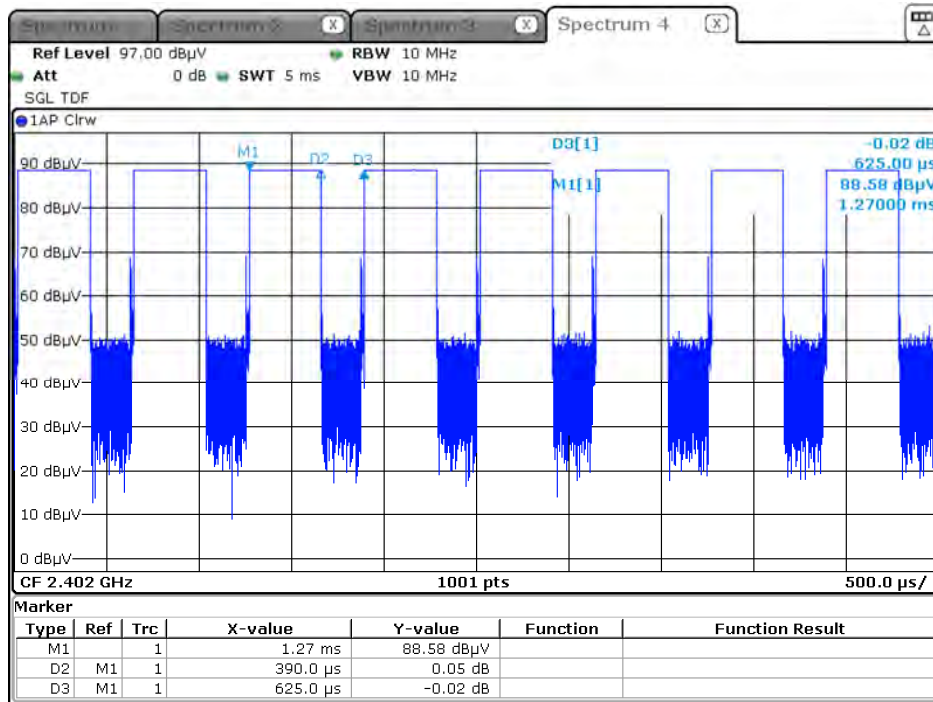 Spectrum Spectrum 2 X Spectrum 3 X Spectrum 4 X
Ref Level 97.00 dBµV RBW 10 MHz
Att 0 dB SWT 5 ms VBW 10 MHz
SGL TDF
1AP Clrw
D3[1] -0.02 dB
625.00 µs
M1[1] 88.58 dBµV
1.27000 ms
M1 D2 D3
90 dBµV
80 dBµV
70 dBµV
60 dBµV
50 dBµV
40 dBµV
30 dBµV
20 dBµV
10 dBµV
0 dBµV
CF 2.402 GHz 1001 pts 500.0 µs/
Marker
Type Ref Trc X-value Y-value Function Function Result
M1 1 1.27 ms 88.58 dBµV
D2 M1 1 390.0 µs 0.05 dB
D3 M1 1 625.0 µs -0.02 dB